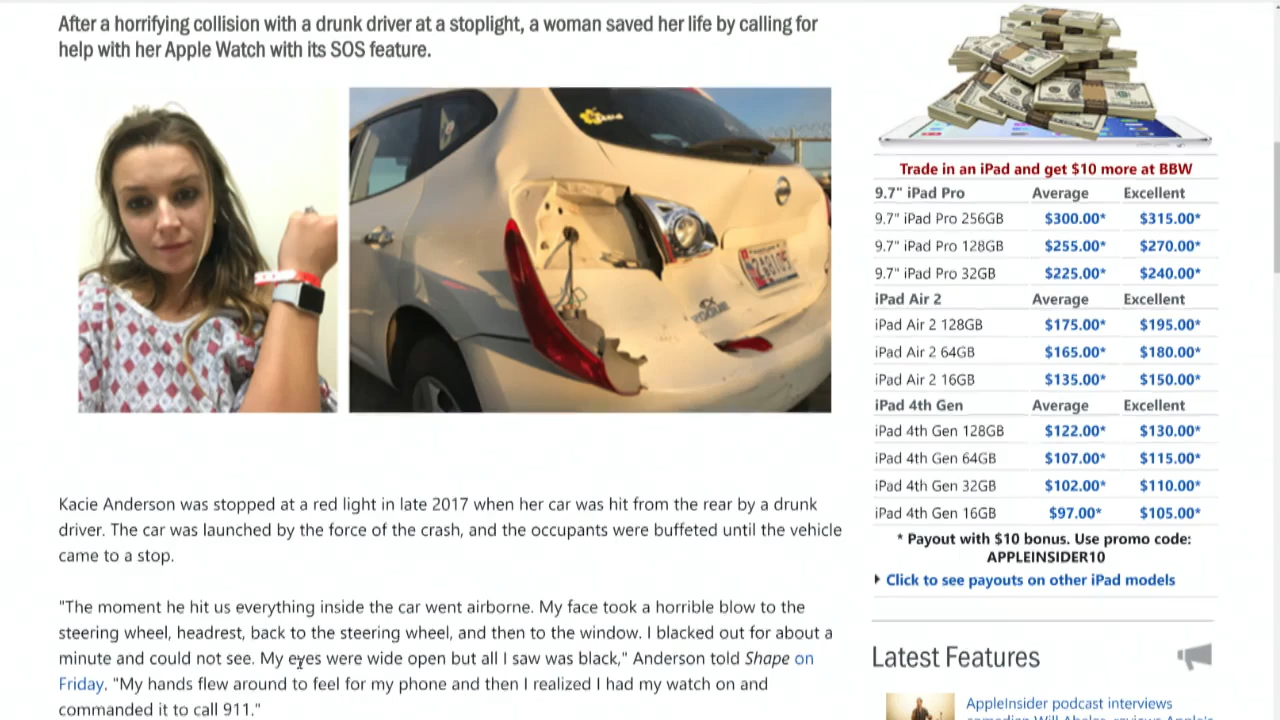 After a horrifying collision with a drunk driver at a stoplight, a woman saved her life by calling for
help with her Apple Watch with its SOS feature.
ROGUE
Kacie Anderson was stopped at a red light in late 2017 when her car was hit from the rear by a drunk
driver. The car was launched by the force of the crash, and the occupants were buffeted until the vehicle
came to a stop.
"The moment he hit us everything inside the car went airborne. My face took a horrible blow to the
steering wheel, headrest, back to the steering wheel, and then to the window. I blacked out for about a
minute and could not see. My eyes were wide open but all I saw was black," Anderson told Shape on
Friday. "My hands flew around to feel for my phone and then I realized I had my watch on and
commanded it to call 911."
Trade in an iPad and get $10 more at BBW
9.7" iPad Pro Average Excellent
9.7" iPad Pro 256GB $300.00* $315.00*
9.7" iPad Pro 128GB $255.00* $270.00*
9.7" iPad Pro 32GB $225.00* $240.00*
iPad Air 2 Average Excellent
iPad Air 2 128GB $175.00* $195.00*
iPad Air 2 64GB $165.00* $180.00*
iPad Air 2 16GB $135.00* $150.00*
iPad 4th Gen Average Excellent
iPad 4th Gen 128GB $122.00* $130.00*
iPad 4th Gen 64GB $107.00* $115.00*
iPad 4th Gen 32GB $102.00* $110.00*
iPad 4th Gen 16GB $97.00* $105.00*
* Payout with $10 bonus. Use promo code:
APPLEINSIDER10
Click to see payouts on other iPad models
Latest Features
AppleInsider podcast interviews